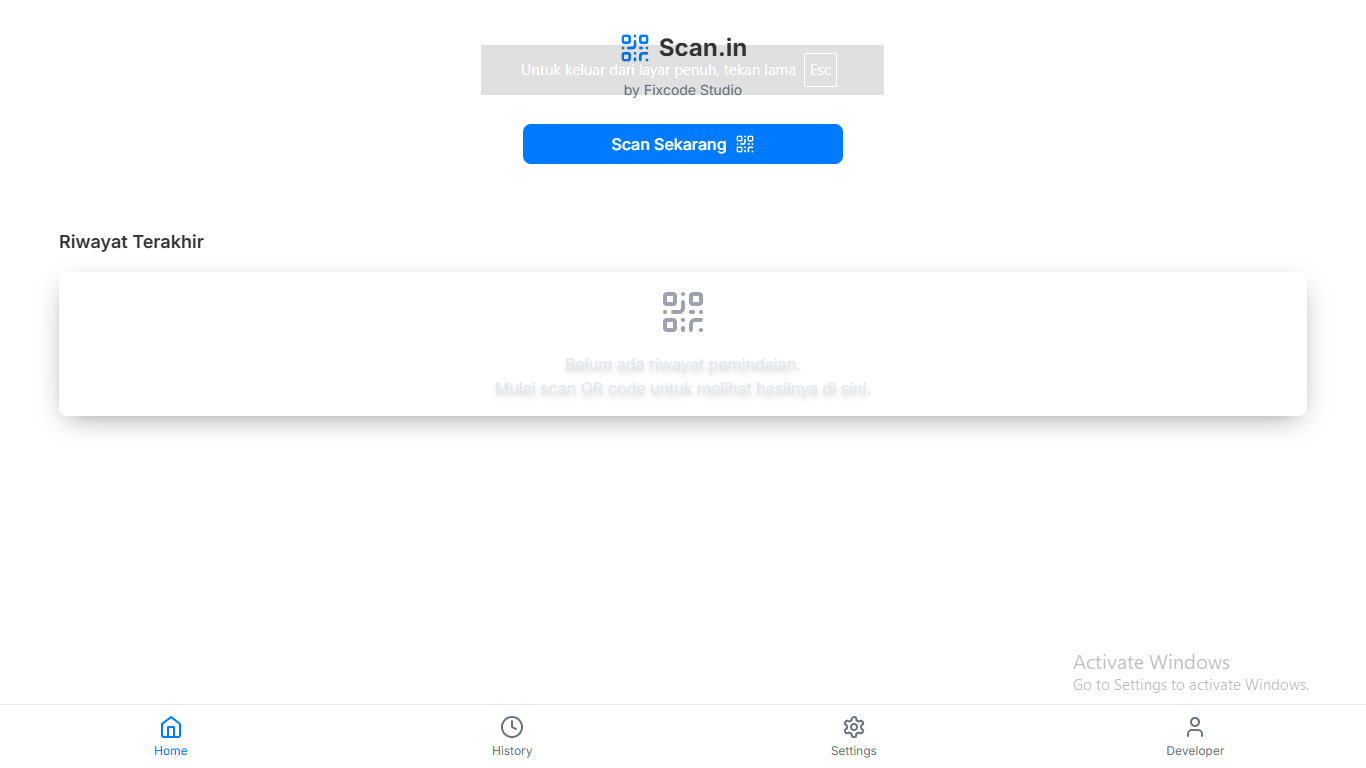 Scan.in
Untuk keluar dari layar penuh, tekan lama Esc
by Fixcode Studio
Scan Sekarang
Riwayat Terakhir
Belum ada riwayat pemindaian.
Mulai scan QR code untuk melihat hasilnya di sini.
Activate Windows
Go to Settings to activate Windows.
Home
History
Settings
Developer